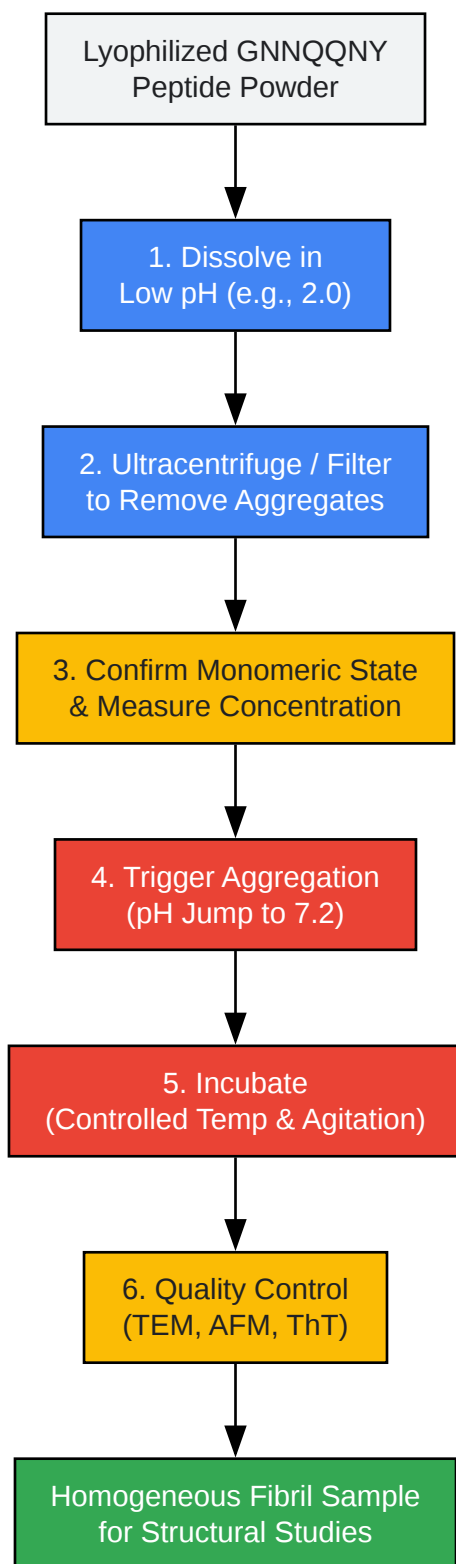 Lyophilized GNNQQNY
Peptide Powder
1. Dissolve in
Low pH (e.g., 2.0)
2. Ultracentrifuge / Filter
to Remove Aggregates
3. Confirm Monomeric State
& Measure Concentration
4. Trigger Aggregation
(pH Jump to 7.2)
5. Incubate
(Controlled Temp & Agitation)
6. Quality Control
(TEM, AFM, ThT)
Homogeneous Fibril Sample
for Structural Studies